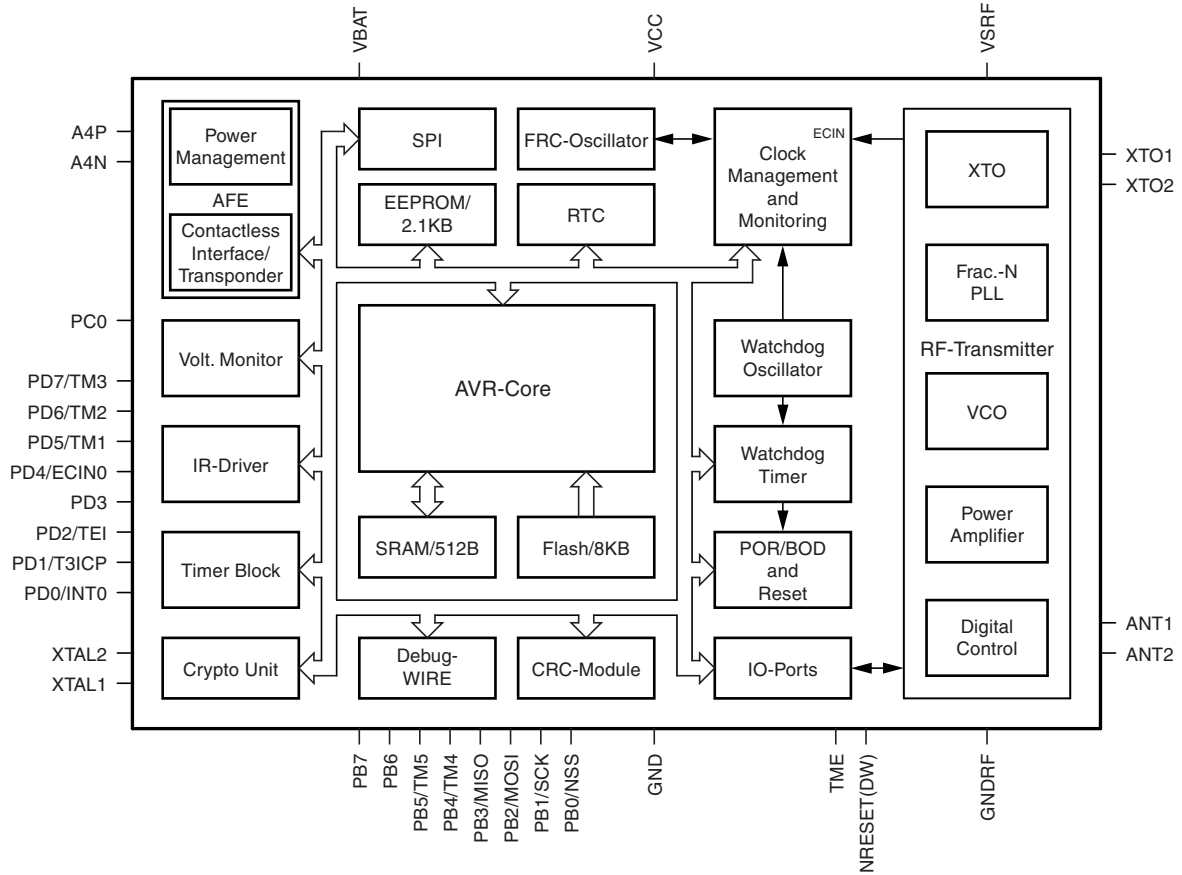 VBAT
VCC
VSRF
A4P
A4N
PC0
PD7/TM3
PD6/TM2
PD5/TM1
PD4/ECIN0
PD3
PD2/TEI
PD1/T3ICP
PD0/INT0
XTAL2
XTAL1
Power
Management
AFE
Contactless
Interface/
Transponder
Volt. Monitor
IR-Driver
Timer Block
Crypto Unit
SPI
EEPROM/
2.1KB
FRC-Oscillator
RTC
AVR-Core
SRAM/512B
Flash/8KB
Debug-
WIRE
CRC-Module
ECIN
Clock
Management
and
Monitoring
Watchdog
Oscillator
Watchdog
Timer
POR/BOD
and
Reset
IO-Ports
XTO
Frac.-N
PLL
RF-Transmitter
VCO
Power
Amplifier
Digital
Control
XTO1
XTO2
ANT1
ANT2
PB7
PB6
PB5/TM5
PB4/TM4
PB3/MISO
PB2/MOSI
PB1/SCK
PB0/NSS
GND
TME
NRESET(DW)
GNDRF